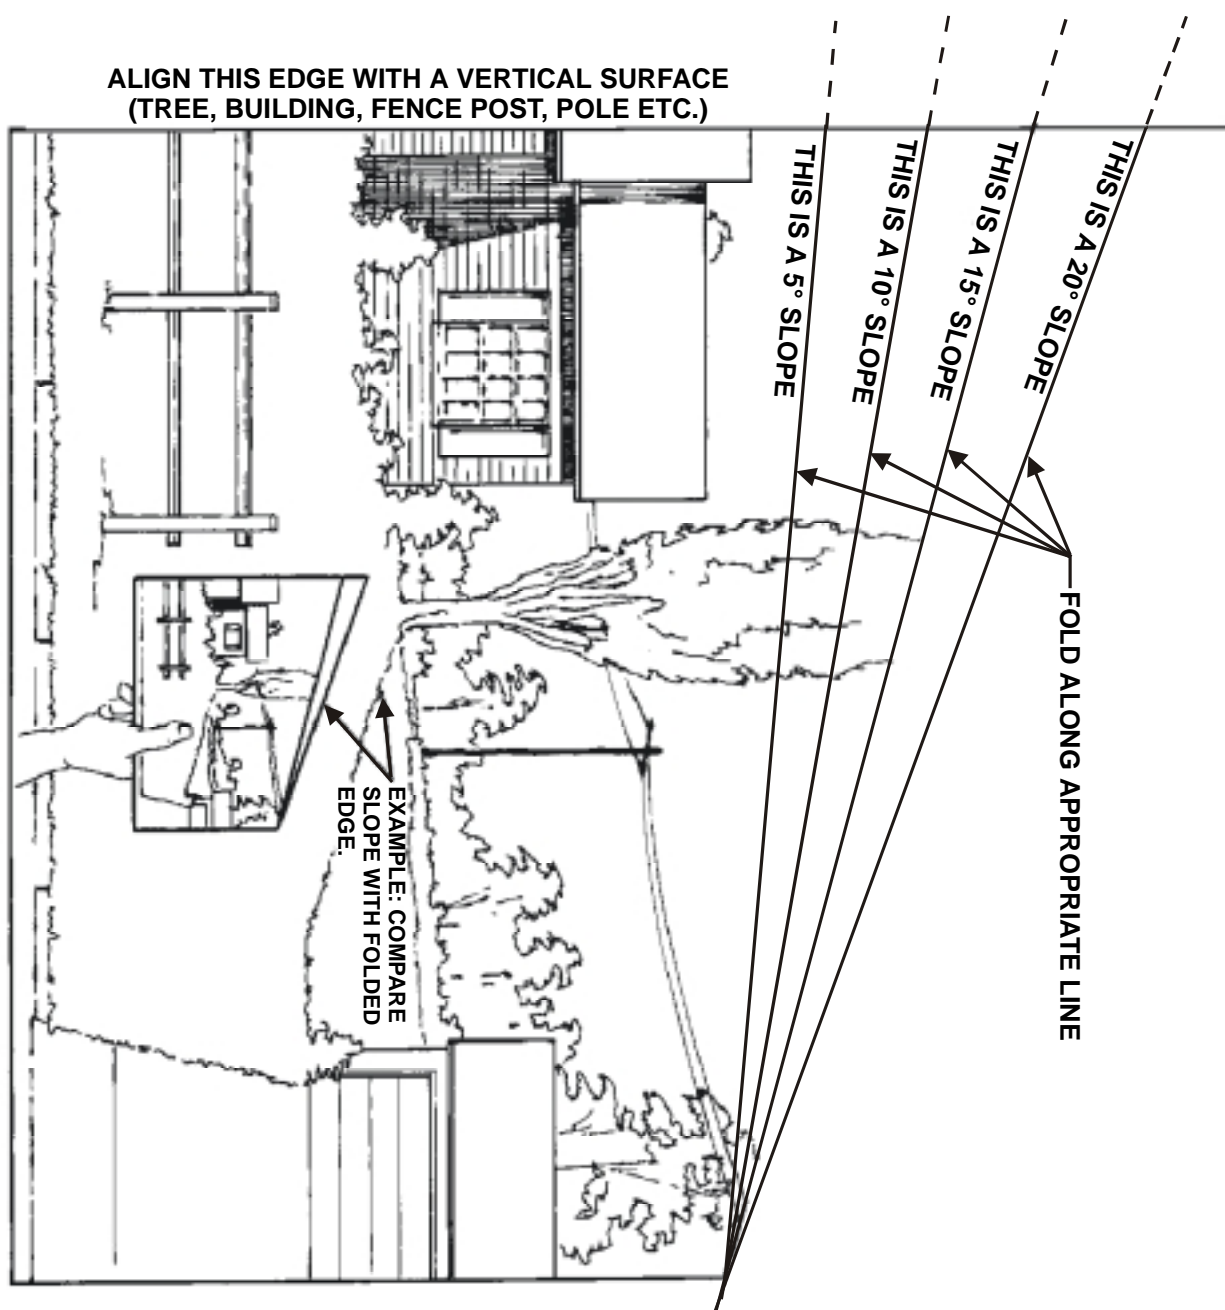 ALIGN THIS EDGE WITH A VERTICAL SURFACE
(TREE, BUILDING, FENCE POST, POLE ETC.)
THIS IS A 5° SLOPE
THIS IS A 10° SLOPE
THIS IS A 15° SLOPE
THIS IS A 20° SLOPE
FOLD ALONG APPROPRIATE LINE
EXAMPLE: COMPARE
SLOPE WITH FOLDED
EDGE.